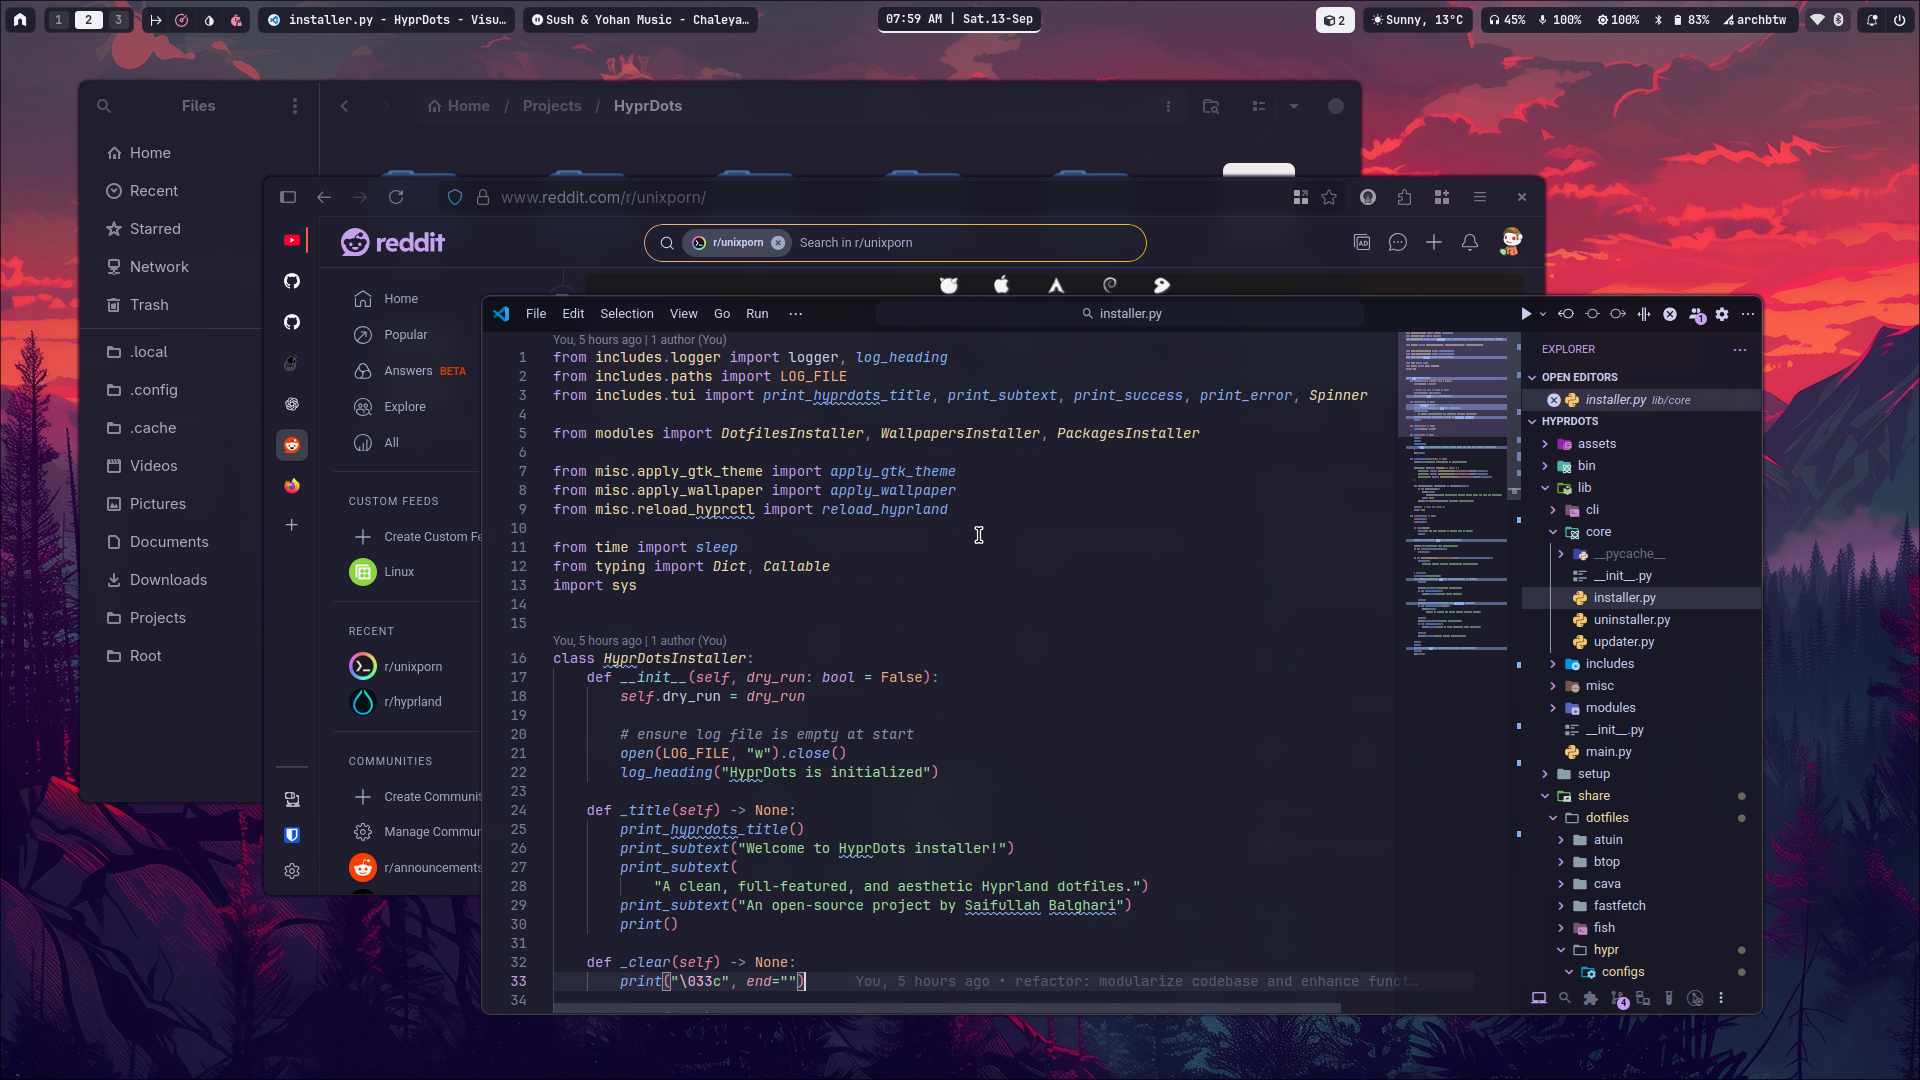 1 2 3 installer.py - HyprDots - Visu... Sush & Yohan Music - Chaleya... 07:59 AM | Sat.13-Sep 2 Sunny, 13°C 45% 100% 100% 83% archbtw
Files
Home
Recent
Starred
Network
Trash
.local
.config
.cache
Videos
Pictures
Documents
Downloads
Projects
Root
Home / Projects / HyprDots
www.reddit.com/r/unixporn/
reddit
r/unixporn Search in r/unixporn
AD
Home
Popular
Answers BETA
Explore
All
CUSTOM FEEDS
Create Custom Fe
Linux
RECENT
r/unixporn
r/hyprland
COMMUNITIES
Create Communit
Manage Commun
r/announcements
File Edit Selection View Go Run ··· installer.py
You, 5 hours ago | 1 author (You)
1 from includes.logger import logger, log_heading
2 from includes.paths import LOG_FILE
3 from includes.tui import print_hyprdots_title, print_subtext, print_success, print_error, Spinner
4
5 from modules import DotfilesInstaller, WallpapersInstaller, PackagesInstaller
6
7 from misc.apply_gtk_theme import apply_gtk_theme
8 from misc.apply_wallpaper import apply_wallpaper
9 from misc.reload_hyprctl import reload_hyprland
10
11 from time import sleep
12 from typing import Dict, Callable
13 import sys
14
15
You, 5 hours ago | 1 author (You)
16 class HyprDotsInstaller:
17 def __init__(self, dry_run: bool = False):
18 self.dry_run = dry_run
19
20 # ensure log file is empty at start
21 open(LOG_FILE, "w").close()
22 log_heading("HyprDots is initialized")
23
24 def _title(self) -> None:
25 print_hyprdots_title()
26 print_subtext("Welcome to HyprDots installer!")
27 print_subtext(
28 "A clean, full-featured, and aesthetic Hyprland dotfiles.")
29 print_subtext("An open-source project by Saifullah Balghari")
30 print()
31
32 def _clear(self) -> None:
33 print("\033c", end="") You, 5 hours ago • refactor: modularize codebase and enhance funct...
34
1
EXPLORER
OPEN EDITORS
installer.py lib/core
HYPRDOTS
assets
bin
lib
cli
core
__pycache__
__init__.py
installer.py
uninstaller.py
updater.py
includes
misc
modules
__init__.py
main.py
setup
share
dotfiles
atuin
btop
cava
fastfetch
fish
hypr
configs
4